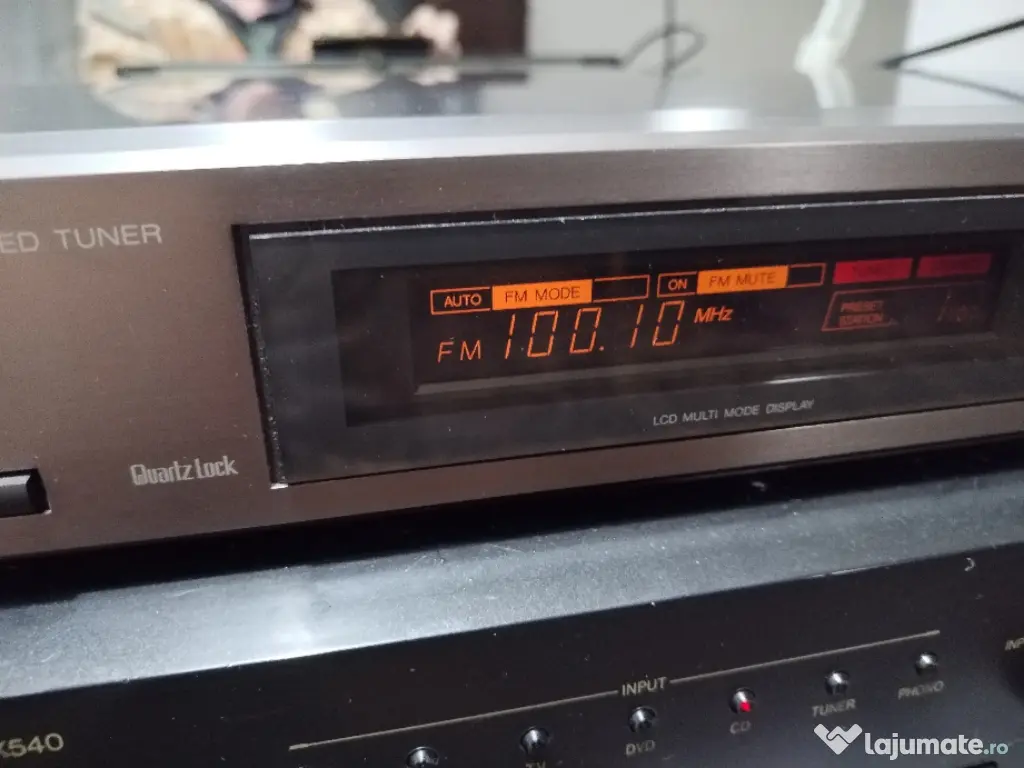 ED TUNER
AUTO FM MODE ON FM MUTE
FM 100.10 MHz
PRESET
STATION
LCD MULTI MODE DISPLAY
Quartz Lock
INPUT
DVD CD TUNER PHONO
540
lajumate.ro